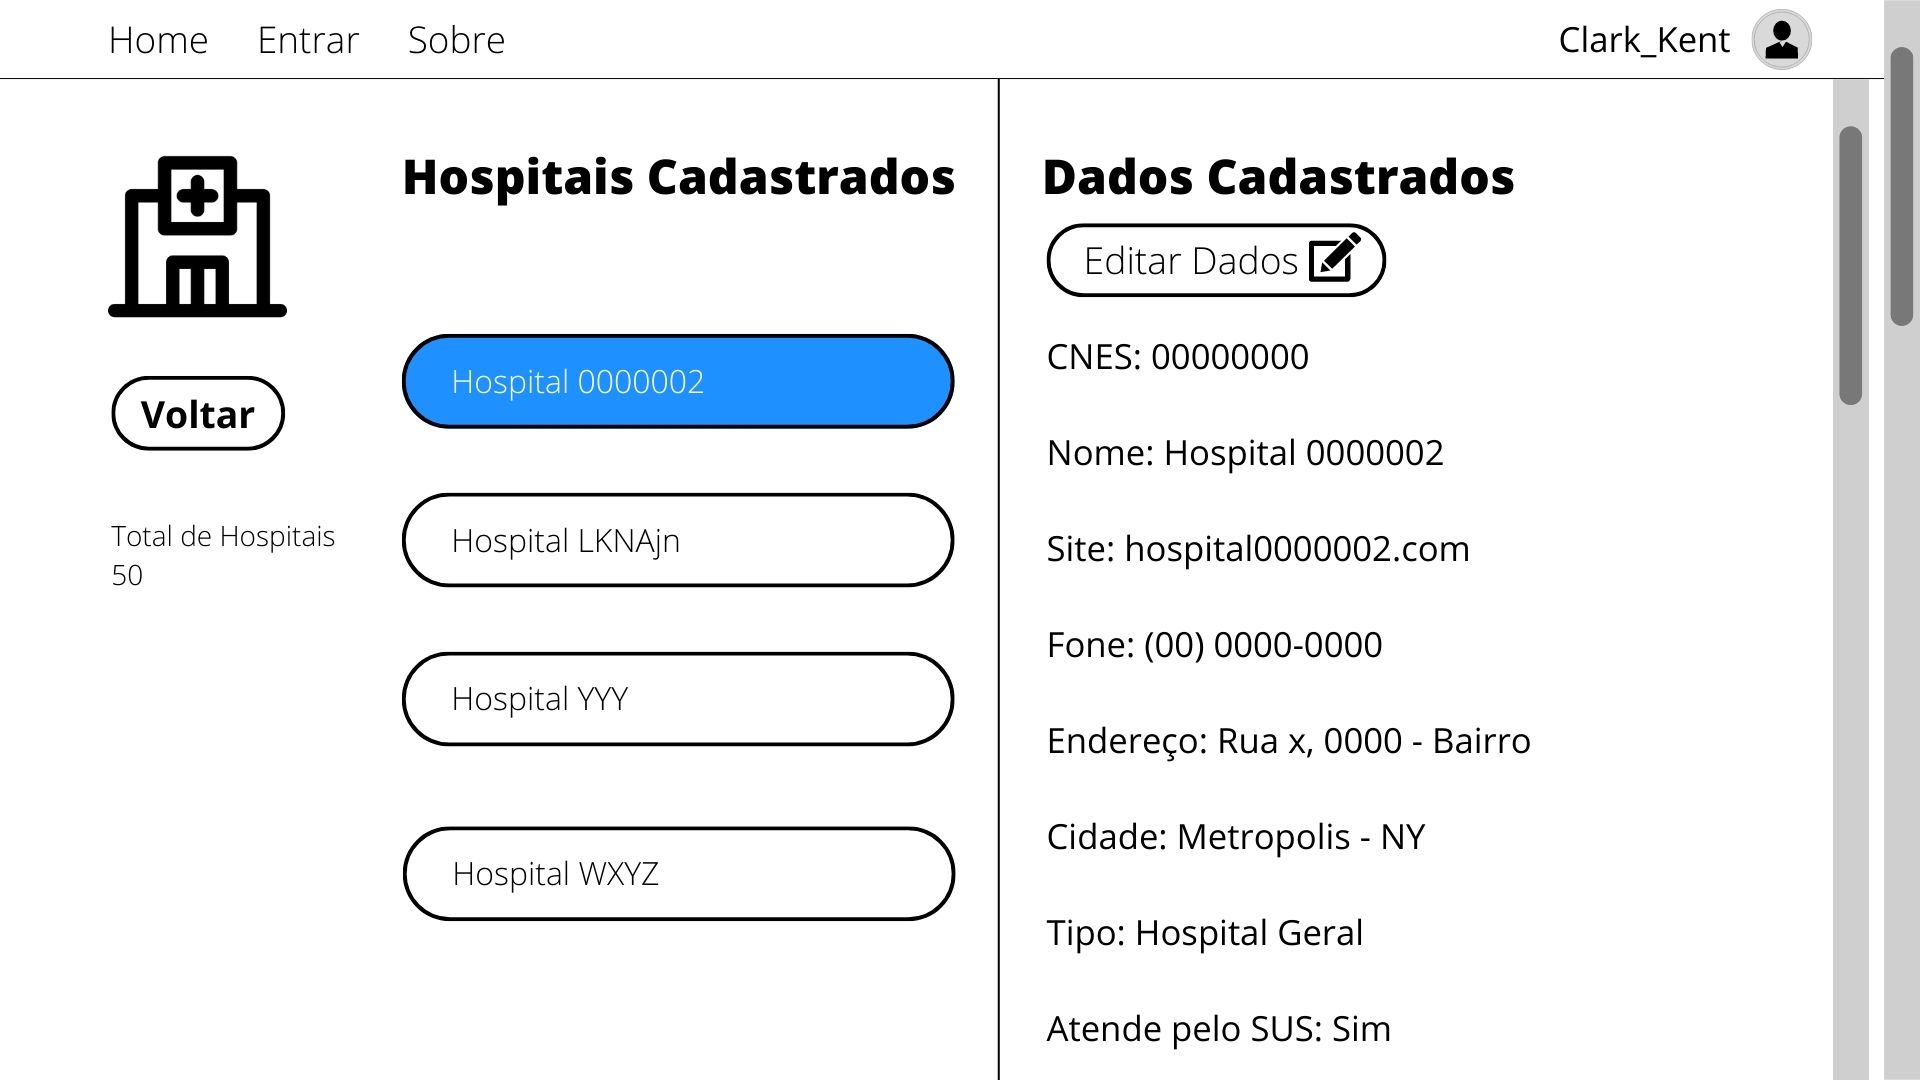 Home Entrar Sobre Clark_Kent
Hospitais Cadastrados
Voltar
Total de Hospitais
50
Hospital 0000002
Hospital LKNAjn
Hospital YYY
Hospital WXYZ
Dados Cadastrados
Editar Dados
CNES: 00000000
Nome: Hospital 0000002
Site: hospital0000002.com
Fone: (00) 0000-0000
Endereço: Rua x, 0000 - Bairro
Cidade: Metropolis - NY
Tipo: Hospital Geral
Atende pelo SUS: Sim